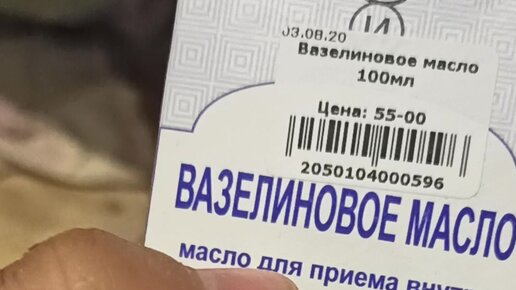 03.08.20
Вазелиновое масло
100мл
Цена: 55-00
2050104000596
ВАЗЕЛИНОВОЕ МАСЛО
масло для приема